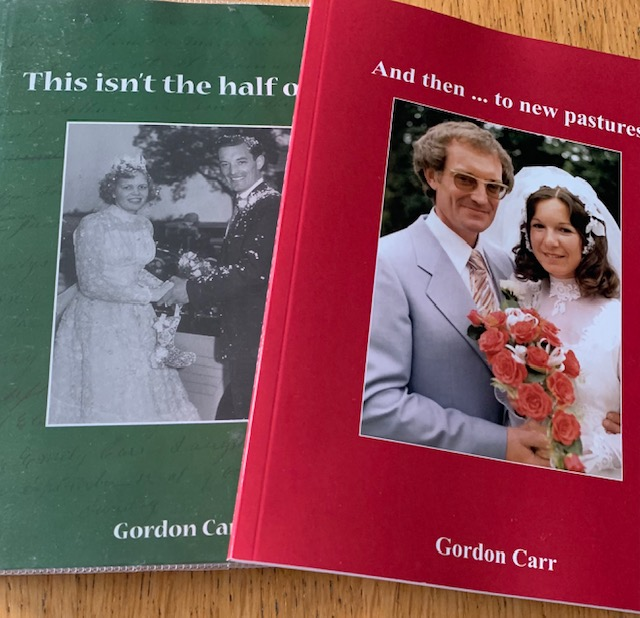 This isn't the half o
Gordon Ca
And then ... to new pastures
Gordon Carr